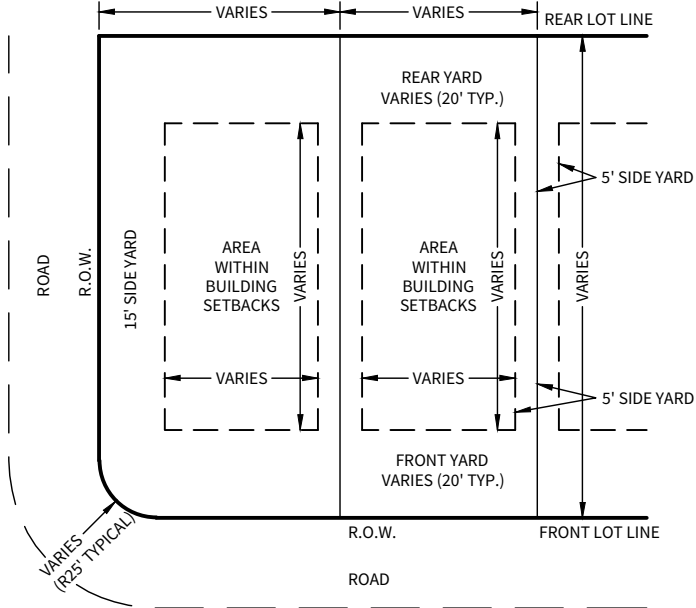 VARIES
VARIES
REAR LOT LINE
REAR YARD
VARIES (20' TYP.)
5' SIDE YARD
ROAD
R.O.W.
15' SIDE YARD
AREA
WITHIN
BUILDING
SETBACKS
VARIES
AREA
WITHIN
BUILDING
SETBACKS
VARIES
VARIES
VARIES
VARIES
5' SIDE YARD
FRONT YARD
VARIES (20' TYP.)
VARIES
(R25' TYPICAL)
R.O.W.
FRONT LOT LINE
ROAD